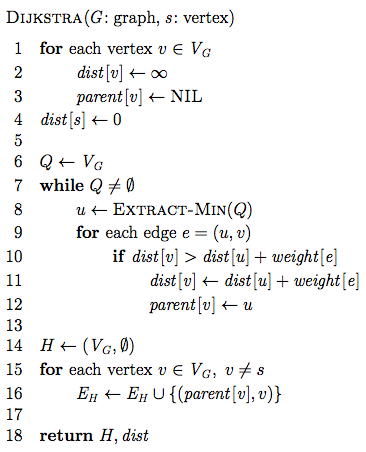 DIJKSTRA(G: graph, s: vertex)
1 for each vertex v ∈ V_G
2 dist[v] ← ∞
3 parent[v] ← NIL
4 dist[s] ← 0
5
6 Q ← V_G
7 while Q ≠ ∅
8 u ← EXTRACT-MIN(Q)
9 for each edge e = (u, v)
10 if dist[v] > dist[u] + weight[e]
11 dist[v] ← dist[u] + weight[e]
12 parent[v] ← u
13
14 H ← (V_G, ∅)
15 for each vertex v ∈ V_G, v ≠ s
16 E_H ← E_H ∪ {(parent[v], v)}
17
18 return H, dist